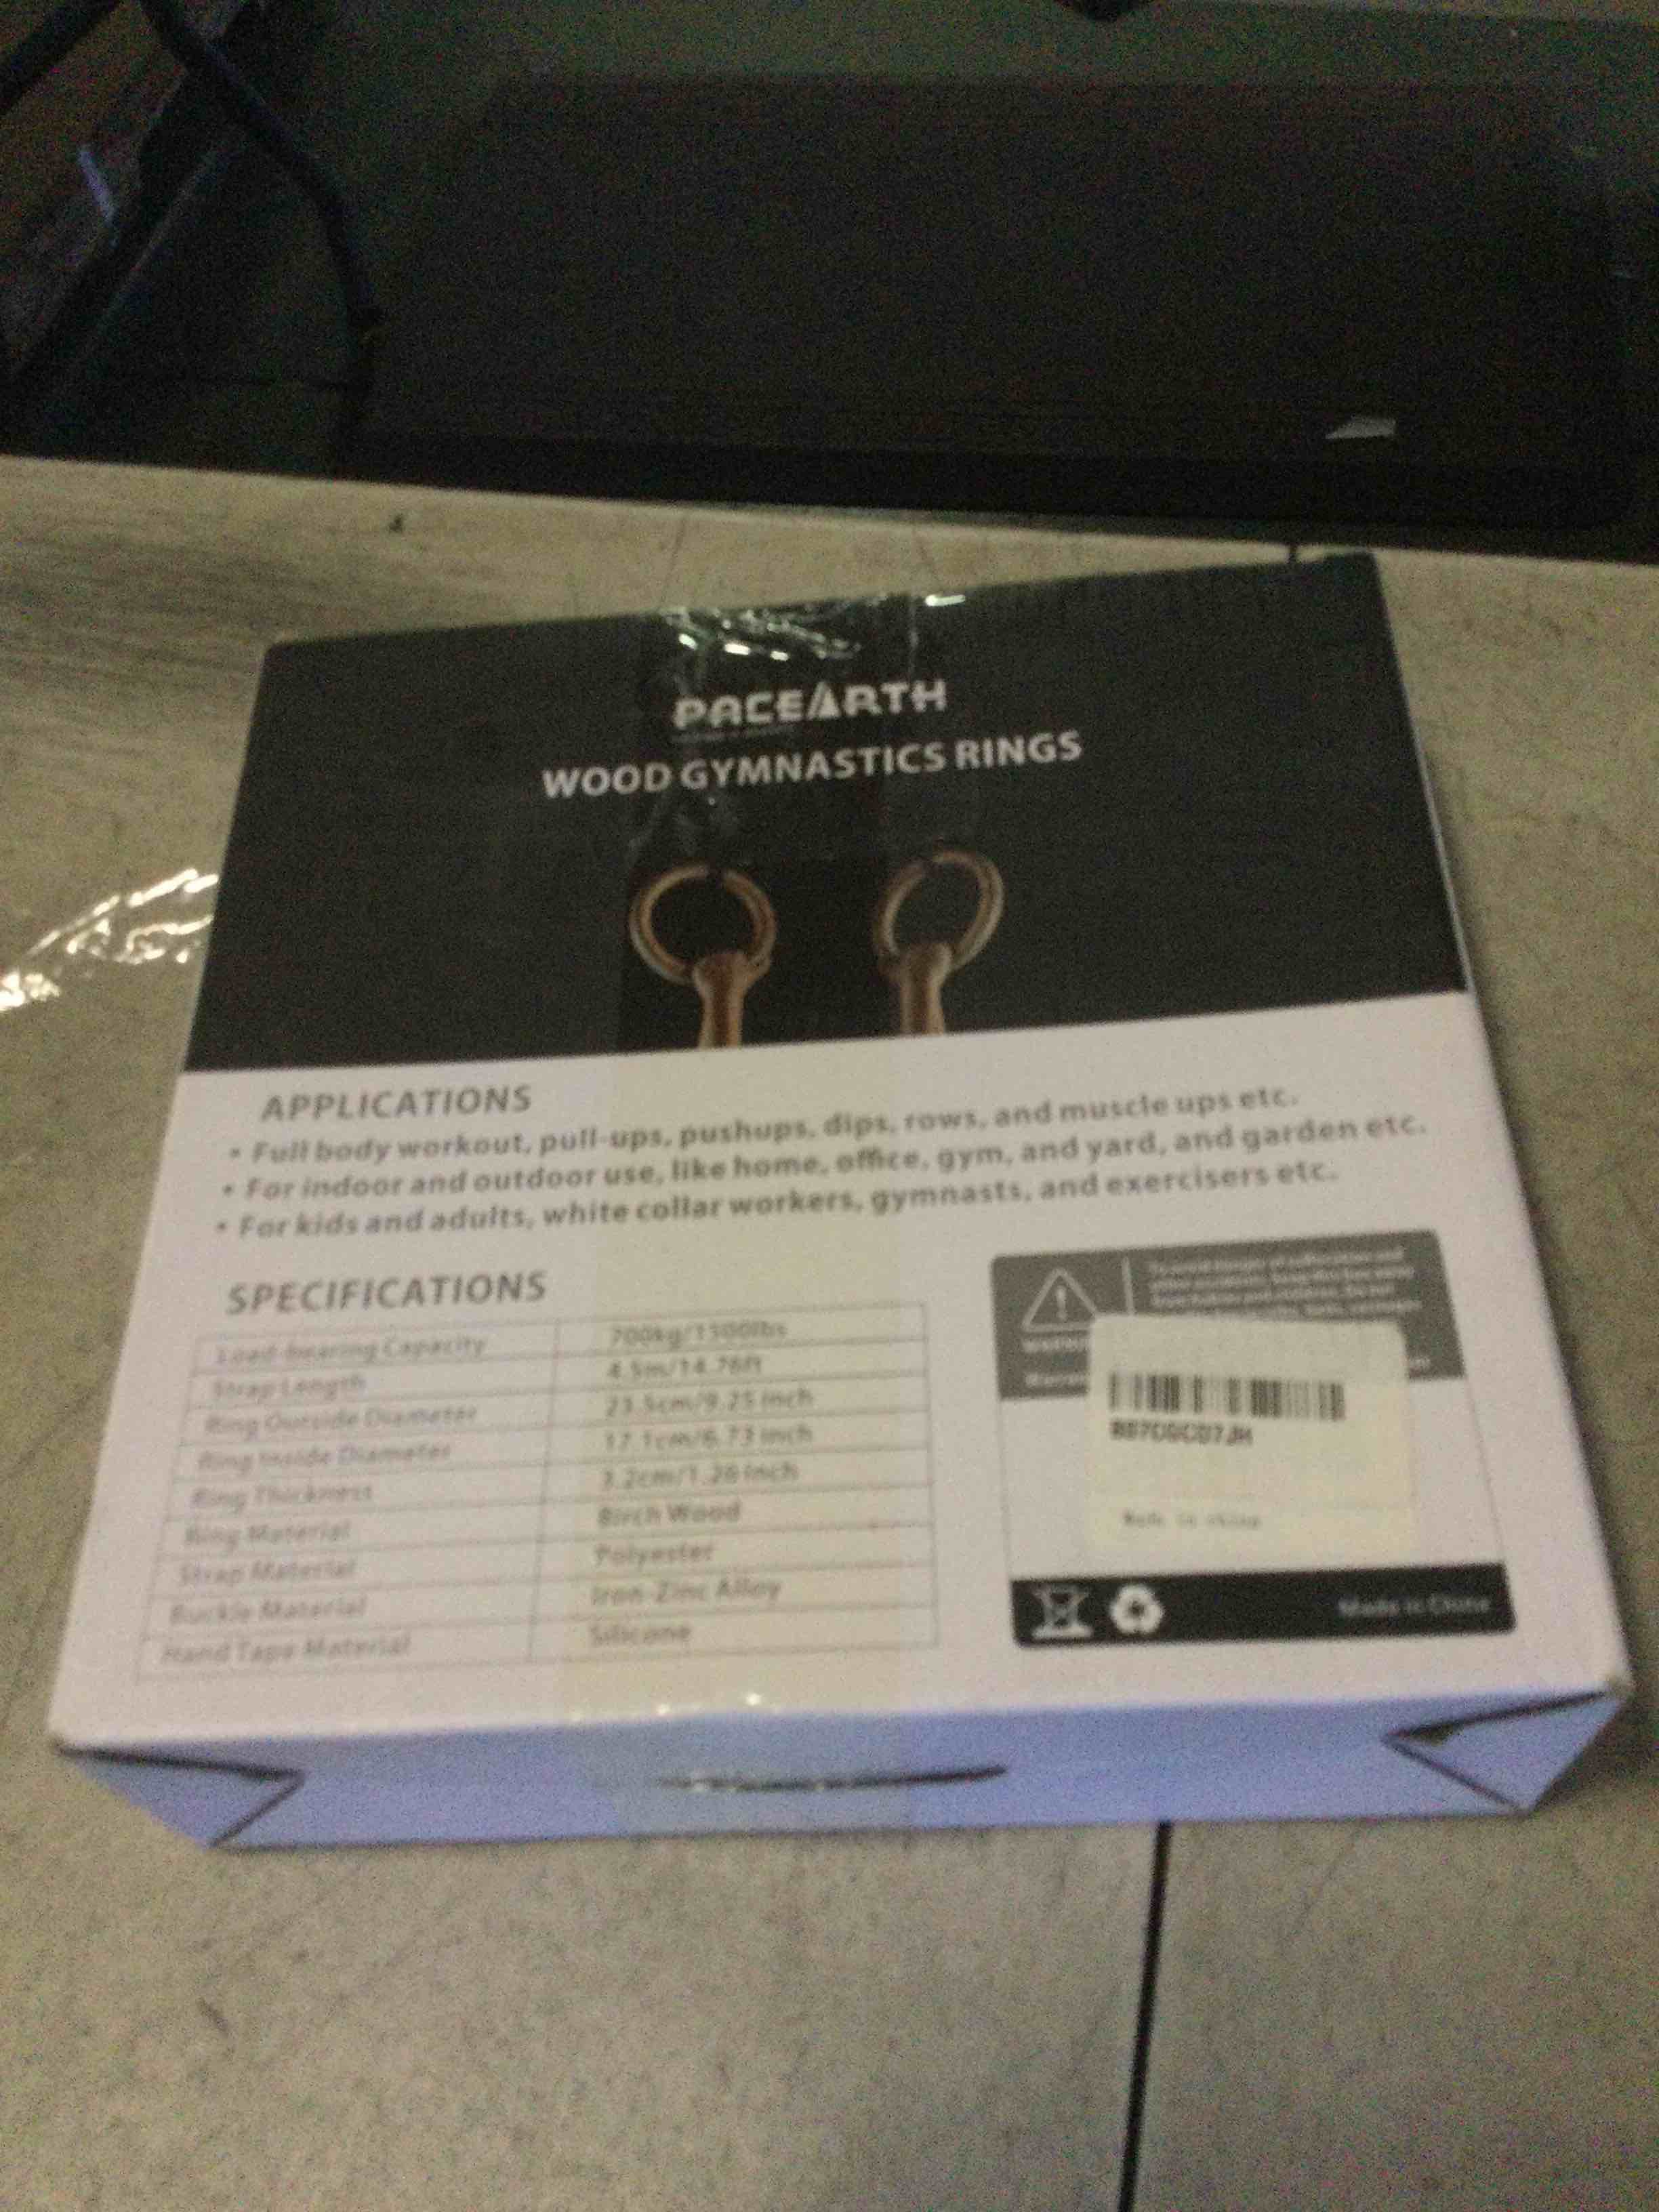 PACEARTH
WOOD GYMNASTICS RINGS
APPLICATIONS
• Full body workout, pull-ups, pushups, dips, rows, and muscle ups etc.
• For indoor and outdoor use, like home, office, gym, and yard, and garden etc.
• For kids and adults, white collar workers, gymnasts, and exercisers etc.
SPECIFICATIONS
Load-bearing Capacity 700kg/1500lbs
Strap Length 4.5m/14.76ft
Ring Outside Diameter 23.5cm/9.25 inch
Ring Inside Diameter 17.1cm/6.73 inch
Ring Thickness 3.2cm/1.26 inch
Ring Material Birch Wood
Strap Material Polyester
Buckle Material Iron-Zinc Alloy
Hand Tape Material Silicone
Made in China
Made in China